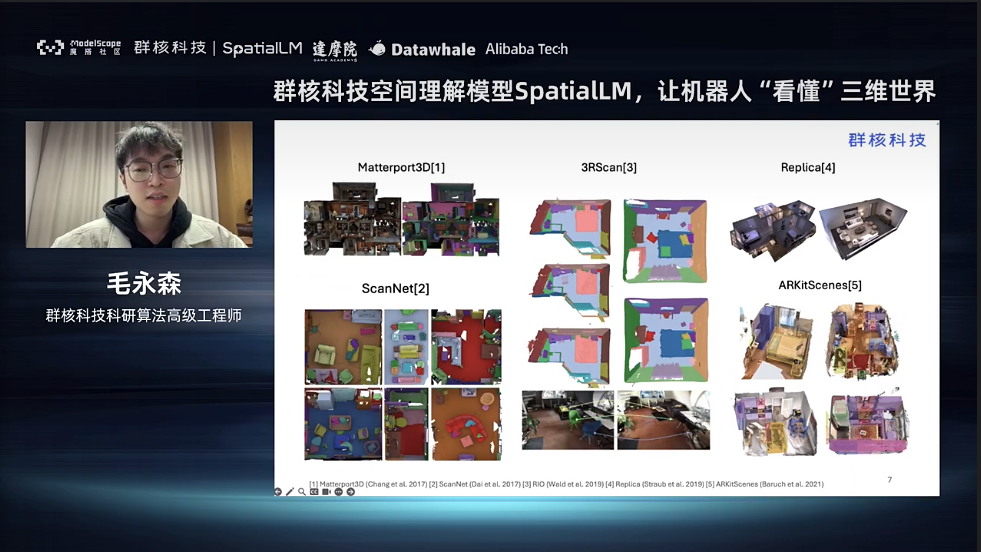 ModelScope
魔搭社区
群核科技 | SpatialLM
達摩院
DAMO ACADEMY
Datawhale
Alibaba Tech
群核科技空间理解模型SpatialLM，让机器人“看懂”三维世界
群核科技
Matterport3D[1]
3RScan[3]
Replica[4]
毛永森
群核科技科研算法高级工程师
ScanNet[2]
ARKitScenes[5]
[1] Matterport3D (Chang et al. 2017) [2] ScanNet (Dai et al. 2017) [3] RIO (Wald et al. 2019) [4] Replica (Straub et al. 2019) [5] ARKitScenes (Baruch et al. 2021)
7